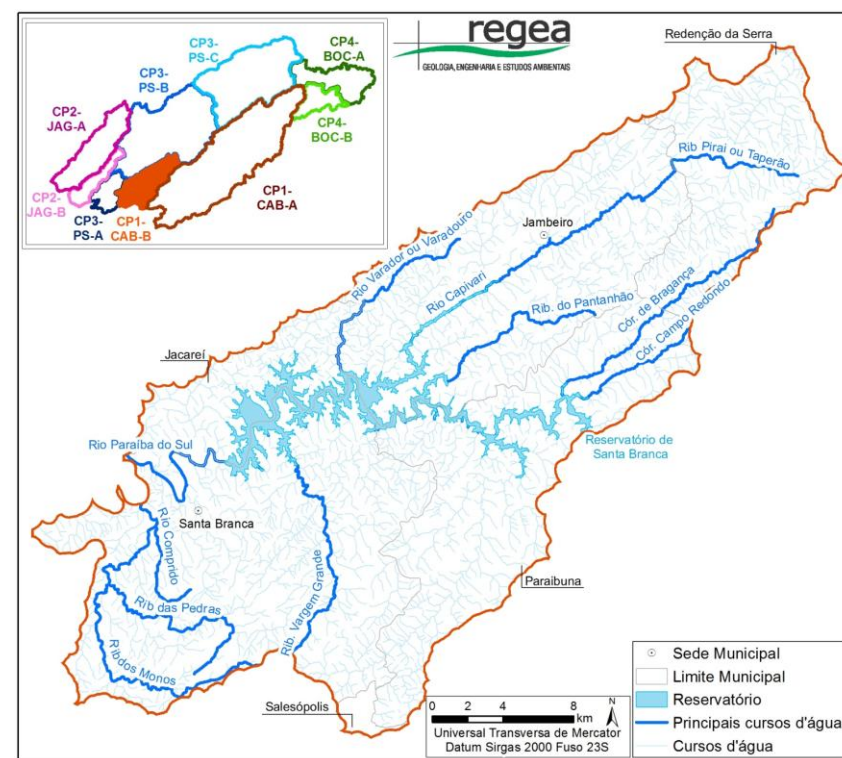 regea
GEOLOGIA, ENGENHARIA E ESTUDOS AMBIENTAIS
CP3-
PS-C
CP4-
BOC-A
CP3-
PS-B
CP2-
JAG-A
CP4-
BOC-B
CP1-
CAB-A
CP2-
JAG-B
CP3-
PS-A
CP1-
CAB-B
Redenção da Serra
Rib Pirai ou Taperão
Jambeiro
Rio Varador ou Varadouro
Rio Capivari
Rib. do Pantanhão
Cór. de Bragança
Cór. Campo Redondo
Jacareí
Reservatório de
Santa Branca
Rio Paraíba do Sul
Santa Branca
Rio Comprido
Rib. Vargem Grande
Paraibuna
Rib das Pedras
Rib dos Monos
Salesópolis
0 2 4 8
km
N
Universal Transversa de Mercator
Datum Sirgas 2000 Fuso 23S
Sede Municipal
Limite Municipal
Reservatório
Principais cursos d'água
Cursos d'água